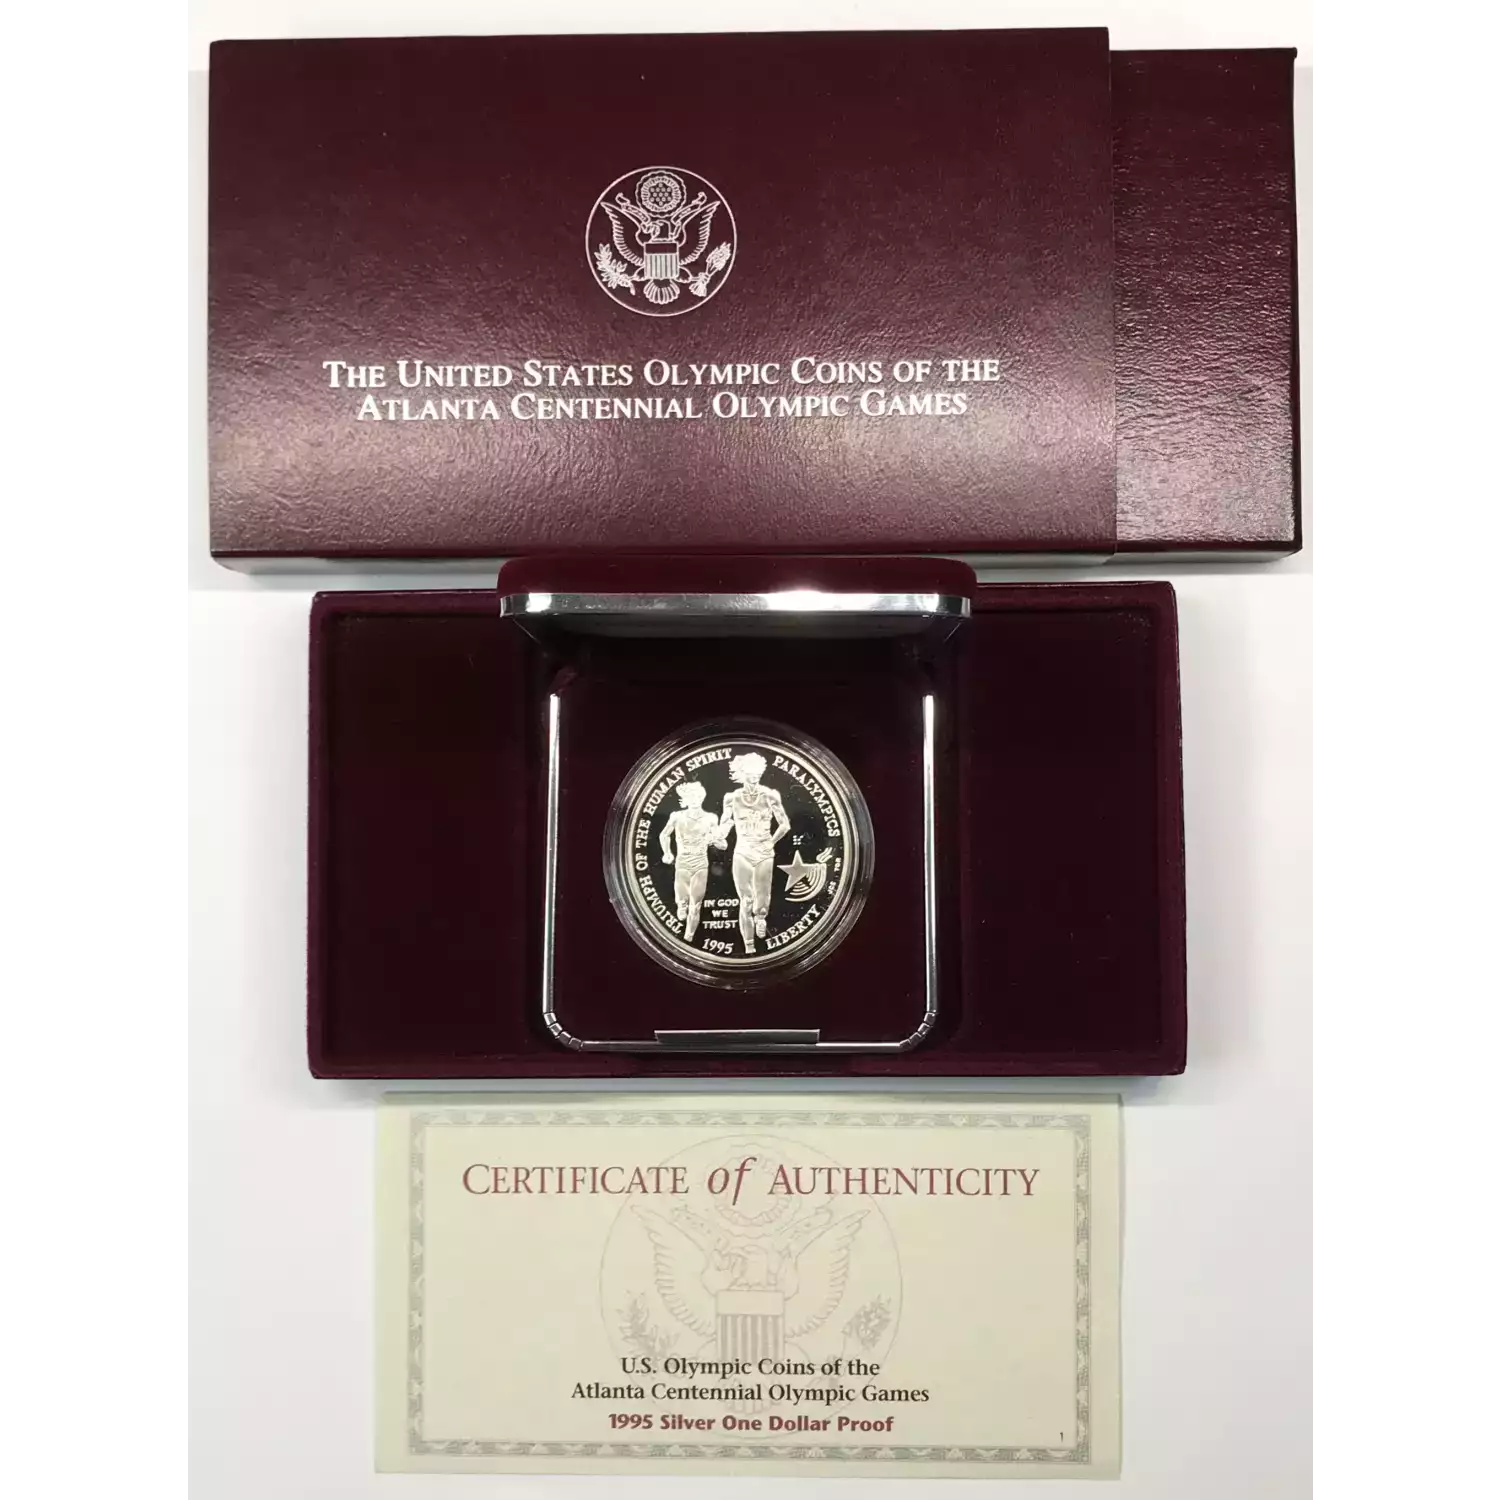 THE UNITED STATES OLYMPIC COINS OF THE
ATLANTA CENTENNIAL OLYMPIC GAMES
TRIUMPH OF THE HUMAN SPIRIT
PARALYMPICS
IN GOD
WE
TRUST
1995
LIBERTY
CERTIFICATE of AUTHENTICITY
U.S. Olympic Coins of the
Atlanta Centennial Olympic Games
1995 Silver One Dollar Proof
1